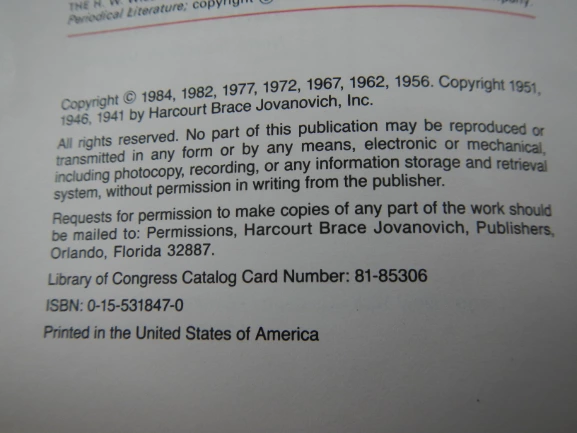 THE H. W.
Periodical Literature; copyright ©
Copyright © 1984, 1982, 1977, 1972, 1967, 1962, 1956. Copyright 1951,
1946, 1941 by Harcourt Brace Jovanovich, Inc.
All rights reserved. No part of this publication may be reproduced or
transmitted in any form or by any means, electronic or mechanical,
including photocopy, recording, or any information storage and retrieval
system, without permission in writing from the publisher.
Requests for permission to make copies of any part of the work should
be mailed to: Permissions, Harcourt Brace Jovanovich, Publishers,
Orlando, Florida 32887.
Library of Congress Catalog Card Number: 81-85306
ISBN: 0-15-531847-0
Printed in the United States of America